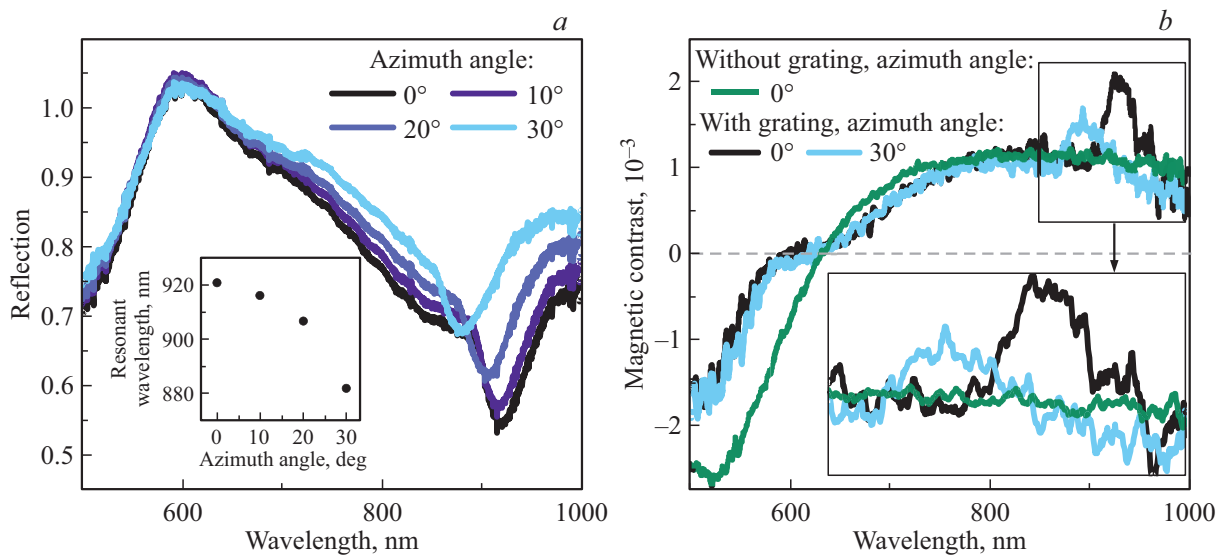 a
Azimuth angle:
0° 10°
20° 30°
1.0
0.9
0.8
0.7
0.6
0.5
Reflection
600 800 1000
Wavelength, nm
920
900
880
Resonant
wavelength, nm
0 10 20 30
Azimuth angle, deg
b
Without grating, azimuth angle:
0°
With grating, azimuth angle:
0° 30°
2
1
0
−1
−2
Magnetic contrast, 10⁻³
600 800 1000
Wavelength, nm